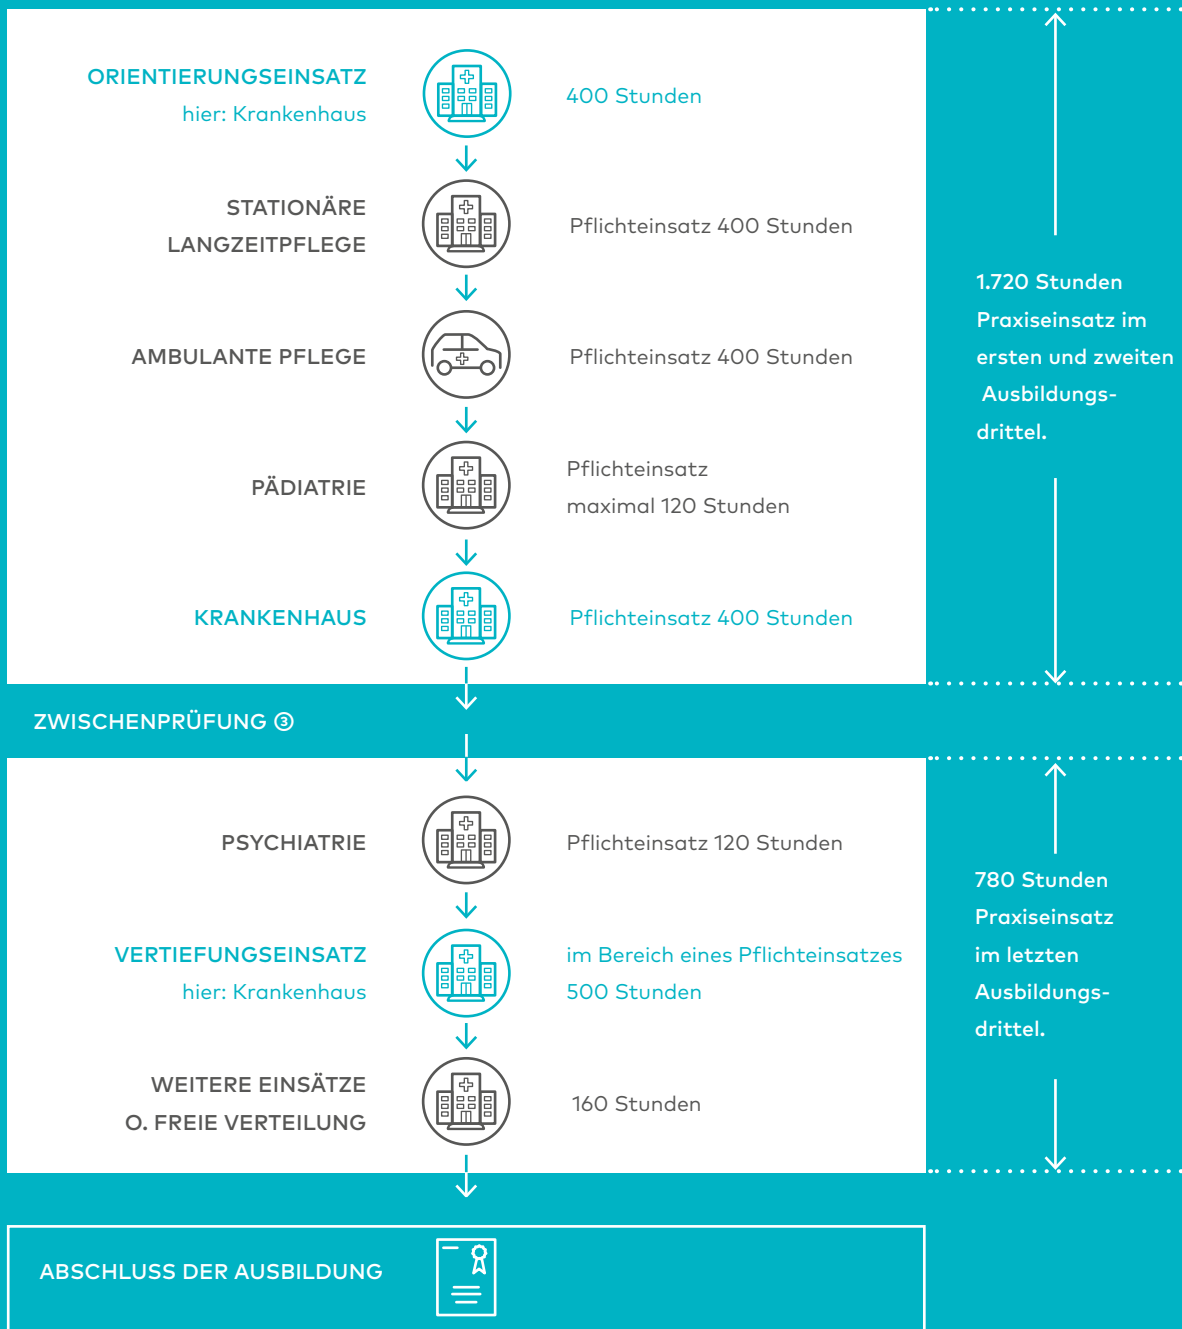 ORIENTIERUNGSEINSATZ
hier: Krankenhaus
400 Stunden
STATIONÄRE
LANGZEITPFLEGE
Pflichteinsatz 400 Stunden
AMBULANTE PFLEGE
Pflichteinsatz 400 Stunden
PÄDIATRIE
Pflichteinsatz
maximal 120 Stunden
KRANKENHAUS
Pflichteinsatz 400 Stunden
1.720 Stunden
Praxiseinsatz im
ersten und zweiten
Ausbildungs-
drittel.
ZWISCHENPRÜFUNG ③
PSYCHIATRIE
Pflichteinsatz 120 Stunden
VERTIEFUNGSEINSATZ
hier: Krankenhaus
im Bereich eines Pflichteinsatzes
500 Stunden
WEITERE EINSÄTZE
O. FREIE VERTEILUNG
160 Stunden
780 Stunden
Praxiseinsatz
im letzten
Ausbildungs-
drittel.
ABSCHLUSS DER AUSBILDUNG